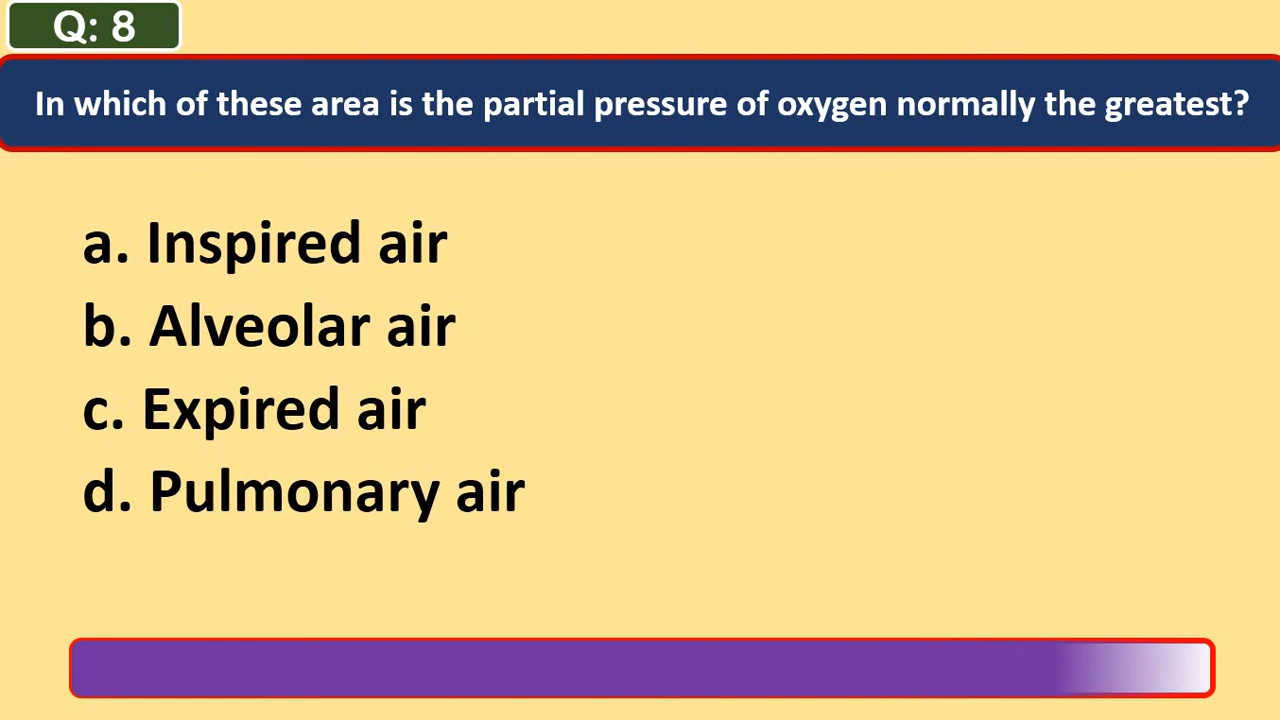 Q: 8
In which of these area is the partial pressure of oxygen normally the greatest?
a. Inspired air
b. Alveolar air
c. Expired air
d. Pulmonary air